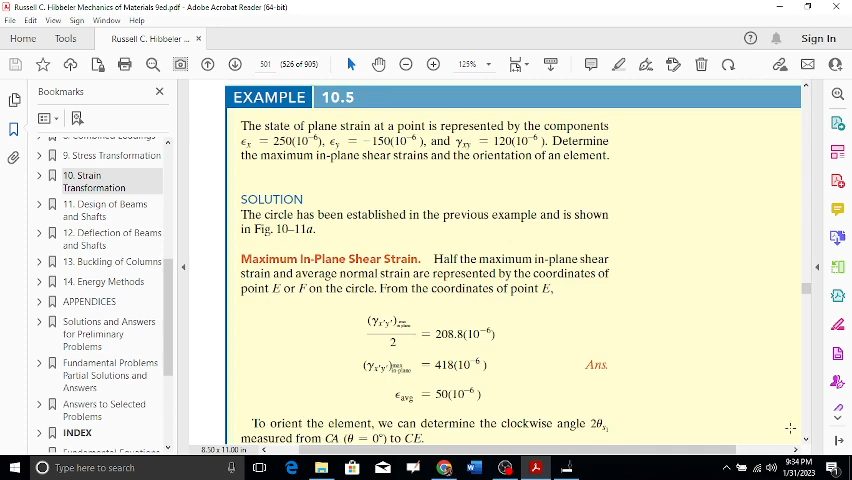 Russell C. Hibbeler Mechanics of Materials 9ed.pdf - Adobe Acrobat Reader (64-bit)
File Edit View Sign Window Help
Home Tools Russell C. Hibbeler ... × Sign In
501 (526 of 905) 125%
Bookmarks
9. Stress Transformation
10. Strain
Transformation
11. Design of Beams
and Shafts
12. Deflection of Beams
and Shafts
13. Buckling of Columns
14. Energy Methods
APPENDICES
Solutions and Answers
for Preliminary
Problems
Fundamental Problems
Partial Solutions and
Answers
Answers to Selected
Problems
INDEX
EXAMPLE 10.5
The state of plane strain at a point is represented by the components
ϵx = 250(10⁻⁶), ϵy = −150(10⁻⁶), and γxy = 120(10⁻⁶). Determine
the maximum in-plane shear strains and the orientation of an element.
SOLUTION
The circle has been established in the previous example and is shown
in Fig. 10–11a.
Maximum In-Plane Shear Strain. Half the maximum in-plane shear
strain and average normal strain are represented by the coordinates of
point E or F on the circle. From the coordinates of point E,
(γx'y')max in-plane / 2 = 208.8(10⁻⁶)
(γx'y')max in-plane = 418(10⁻⁶) Ans.
ϵavg = 50(10⁻⁶)
To orient the element, we can determine the clockwise angle 2θs1
measured from CA (θ = 0°) to CE.
8.50 x 11.00 in
Type here to search
9:34 PM
1/31/2023